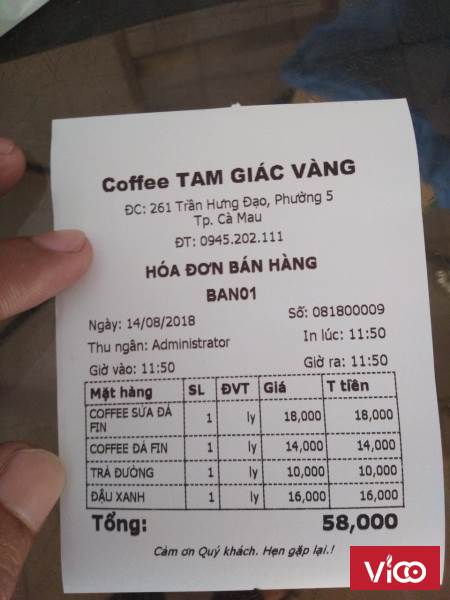 Coffee TAM GIÁC VÀNG
ĐC: 261 Trần Hưng Đạo, Phường 5
Tp. Cà Mau
ĐT: 0945.202.111
HÓA ĐƠN BÁN HÀNG
BAN01
Ngày: 14/08/2018 Số: 081800009
Thu ngân: Administrator In lúc: 11:50
Giờ vào: 11:50 Giờ ra: 11:50
Mặt hàng SL ĐVT Giá T tiền
COFFEE SỮA ĐÁ 1 ly 18,000 18,000
FIN
COFFEE ĐÁ FIN 1 ly 14,000 14,000
TRÀ ĐƯỜNG 1 ly 10,000 10,000
ĐẬU XANH 1 ly 16,000 16,000
Tổng: 58,000
Cảm ơn Quý khách. Hẹn gặp lại.!
VICO